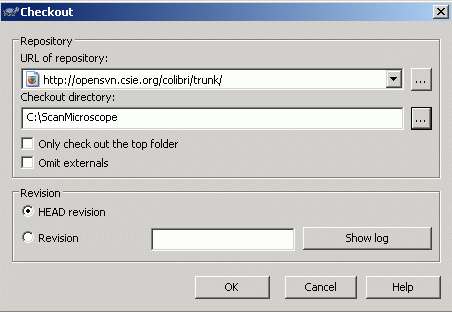 Checkout
Repository
URL of repository:
http://opensvn.csie.org/colibri/trunk/
...
Checkout directory:
C:\ScanMicroscope
...
Only check out the top folder
Omit externals
Revision
HEAD revision
Revision
Show log
OK
Cancel
Help